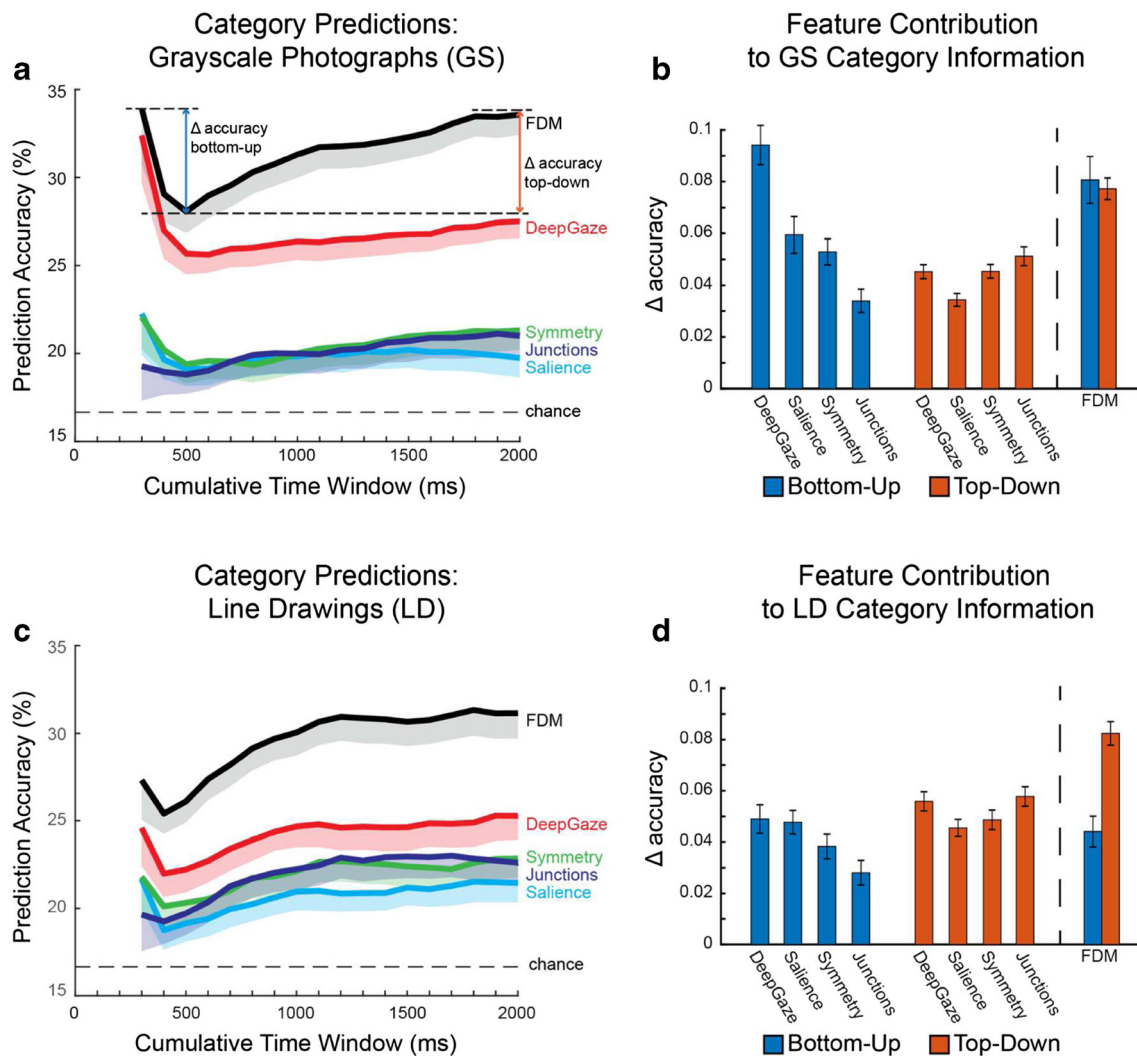 Category Predictions:
Grayscale Photographs (GS)
a
Prediction Accuracy (%)
35
30
25
20
15
Δ accuracy
bottom-up
FDM
Δ accuracy
top-down
DeepGaze
Symmetry
Junctions
Salience
chance
0 500 1000 1500 2000
Cumulative Time Window (ms)
Feature Contribution
to GS Category Information
b
Δ accuracy
0.1
0.08
0.06
0.04
0.02
0
DeepGaze Salience Symmetry Junctions DeepGaze Salience Symmetry Junctions FDM
Bottom-Up Top-Down
Category Predictions:
Line Drawings (LD)
c
Prediction Accuracy (%)
35
30
25
20
15
FDM
DeepGaze
Symmetry
Junctions
Salience
chance
0 500 1000 1500 2000
Cumulative Time Window (ms)
Feature Contribution
to LD Category Information
d
Δ accuracy
0.1
0.08
0.06
0.04
0.02
0
DeepGaze Salience Symmetry Junctions DeepGaze Salience Symmetry Junctions FDM
Bottom-Up Top-Down